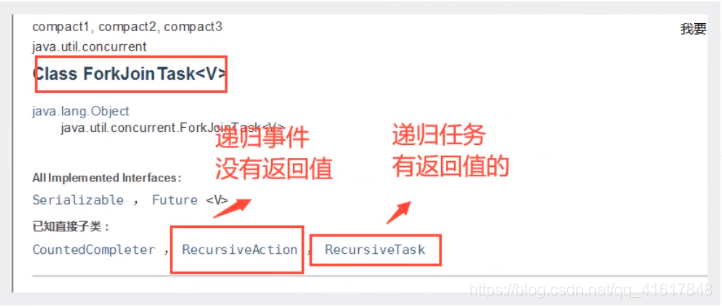 compact1, compact2, compact3
我要
java.util.concurrent
Class ForkJoinTask<V>
java.lang.Object
java.util.concurrent.ForkJoinTask<V>
递归事件
没有返回值
递归任务
有返回值的
All Implemented Interfaces:
Serializable , Future <V>
已知直接子类:
CountedCompleter , RecursiveAction , RecursiveTask
https://blog.csdn.net/qq_41617848